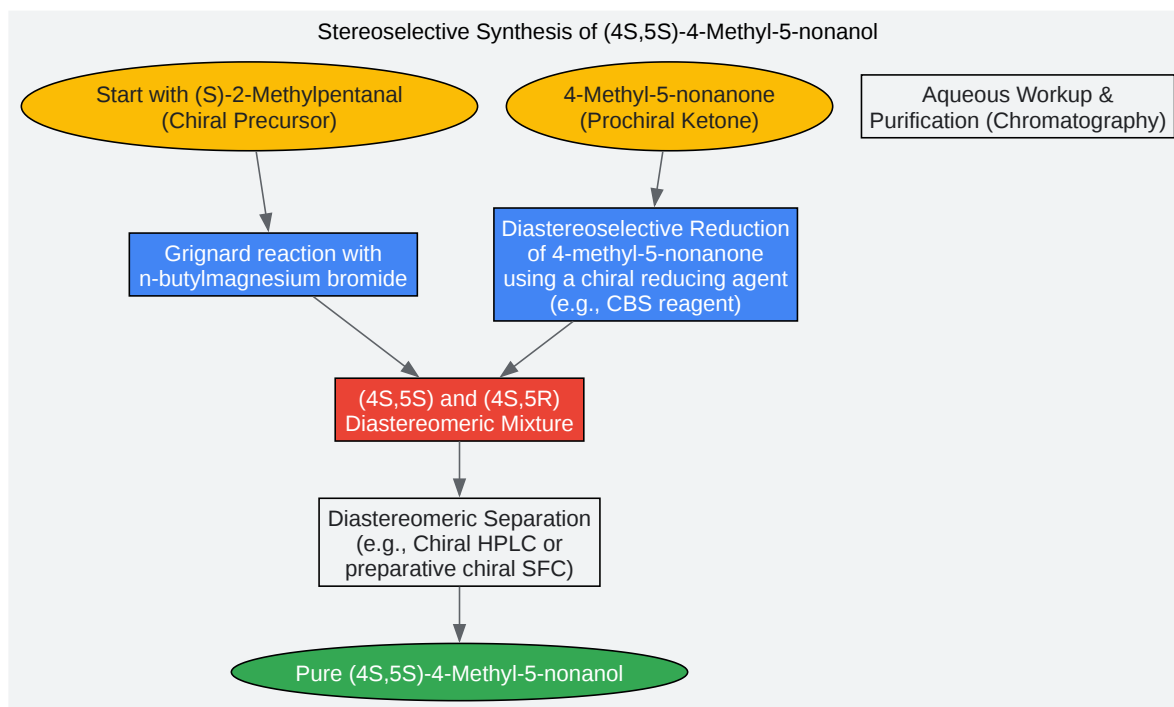 Stereoselective Synthesis of (4S,5S)-4-Methyl-5-nonanol
Start with (S)-2-Methylpentanal
(Chiral Precursor)
4-Methyl-5-nonanone
(Prochiral Ketone)
Aqueous Workup &
Purification (Chromatography)
Grignard reaction with
n-butylmagnesium bromide
Diastereoselective Reduction
of 4-methyl-5-nonanone
using a chiral reducing agent
(e.g., CBS reagent)
(4S,5S) and (4S,5R)
Diastereomeric Mixture
Diastereomeric Separation
(e.g., Chiral HPLC or
preparative chiral SFC)
Pure (4S,5S)-4-Methyl-5-nonanol